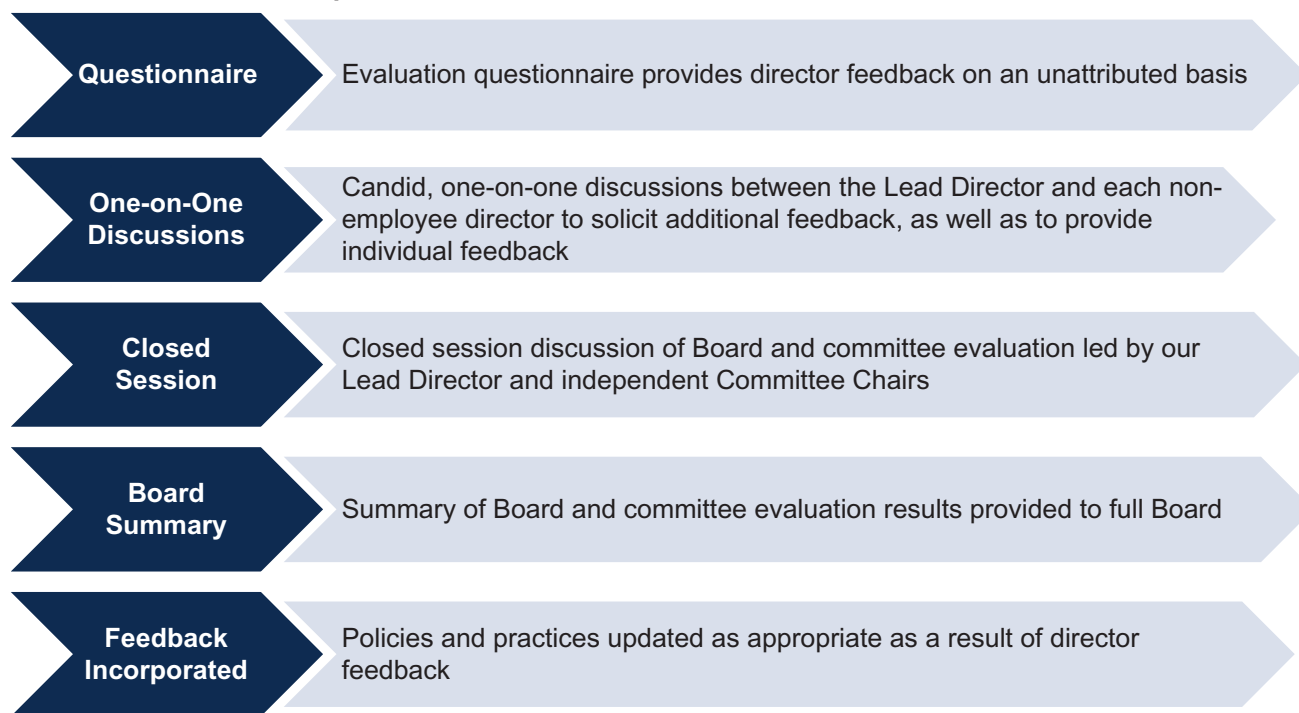 Questionnaire
Evaluation questionnaire provides director feedback on an unattributed basis
One-on-One
Discussions
Candid, one-on-one discussions between the Lead Director and each non-
employee director to solicit additional feedback, as well as to provide
individual feedback
Closed
Session
Closed session discussion of Board and committee evaluation led by our
Lead Director and independent Committee Chairs
Board
Summary
Summary of Board and committee evaluation results provided to full Board
Feedback
Incorporated
Policies and practices updated as appropriate as a result of director
feedback